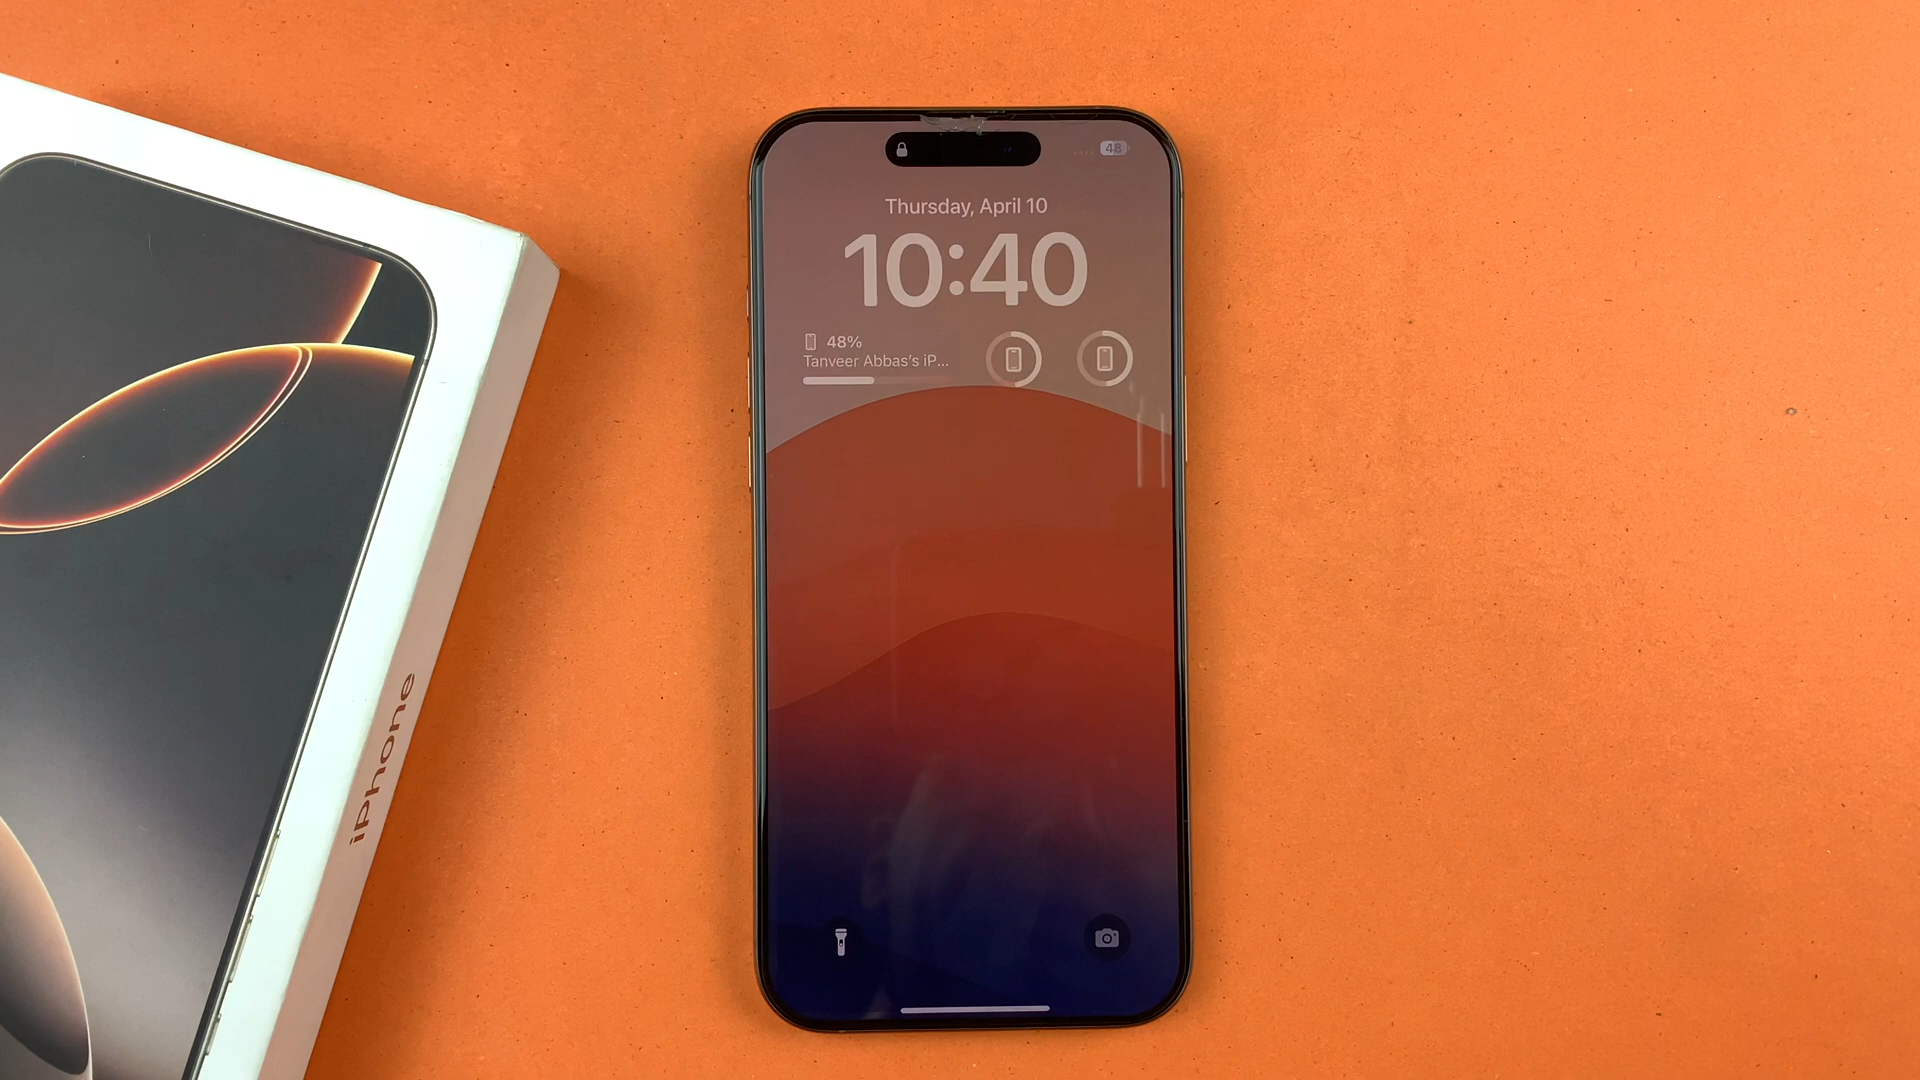 48
Thursday, April 10
10:40
48%
Tanveer Abbas's iP...
iPhone